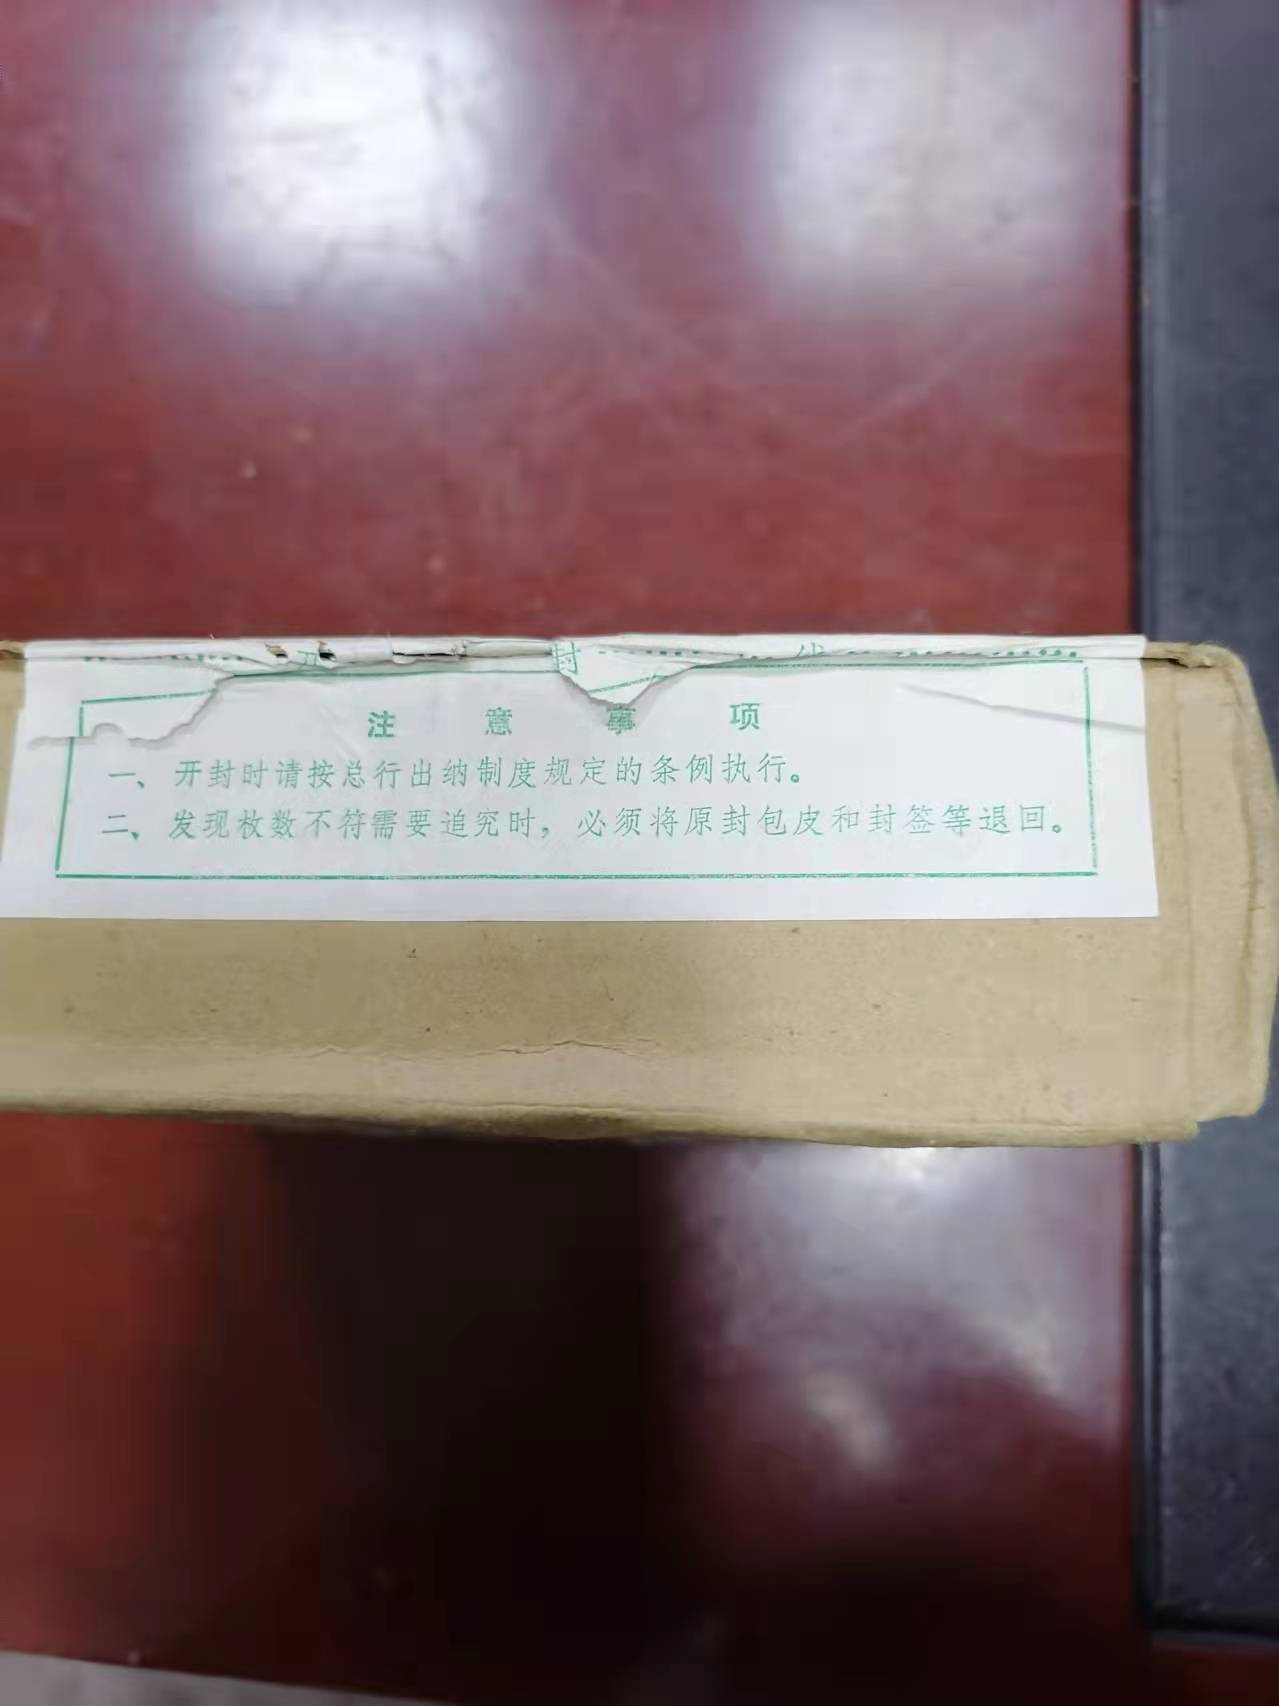 封
注意事项
一、开封时请按总行出纳制度规定的条例执行。
二、发现枚数不符需要追究时，必须将原封包皮和封签等退回。